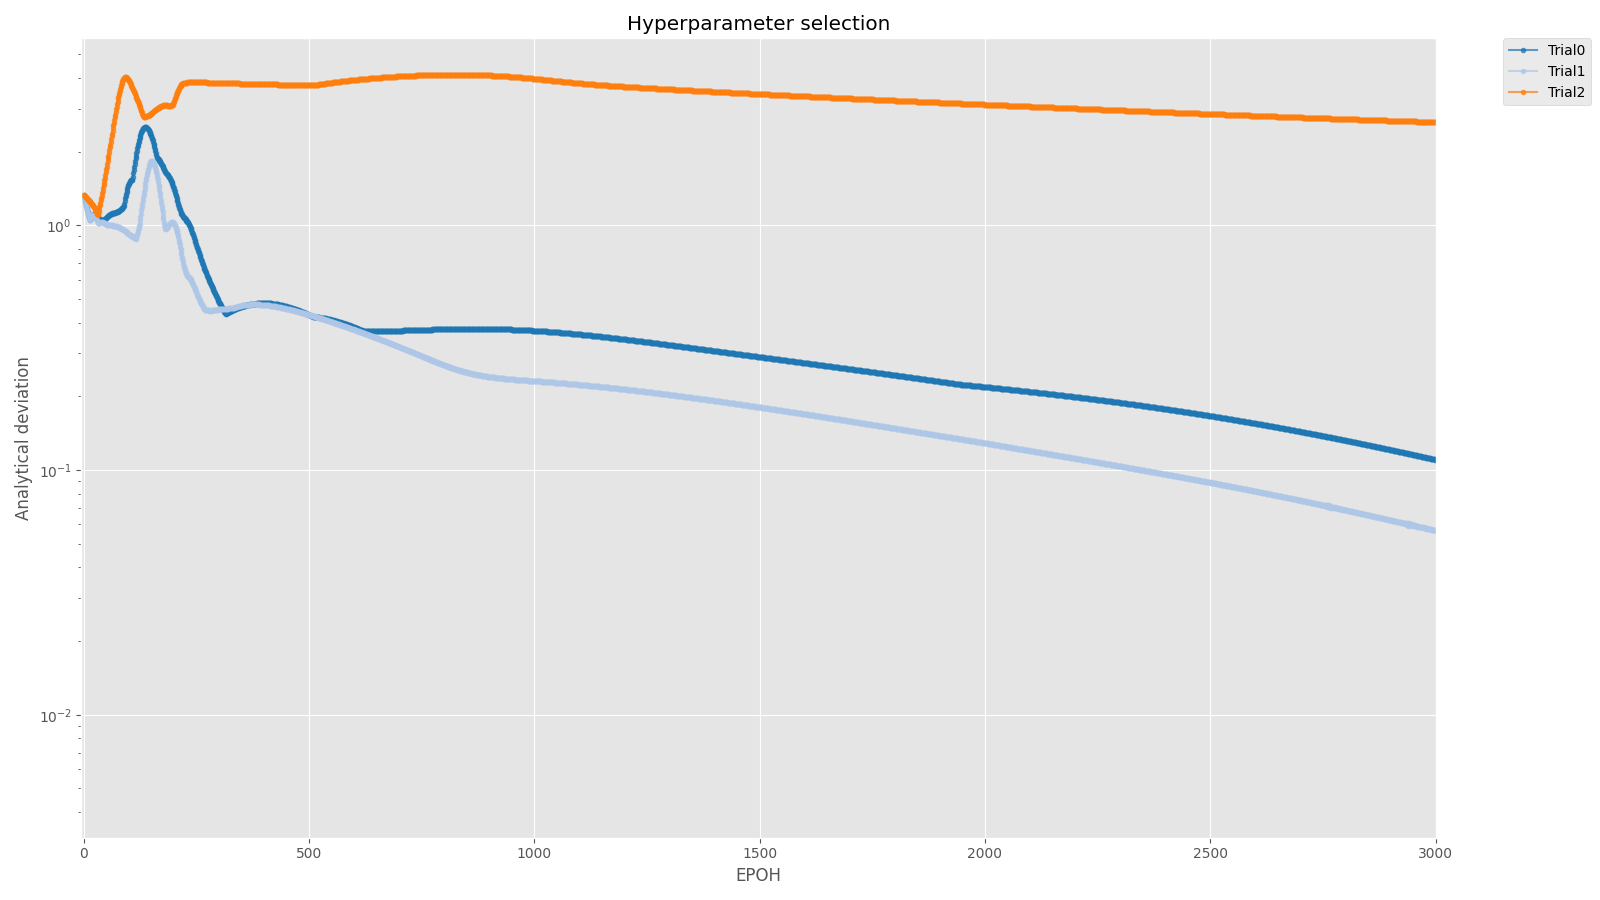 Hyperparameter selection
Trial0
Trial1
Trial2
Analytical deviation
10⁰
10⁻¹
10⁻²
0 500 1000 1500 2000 2500 3000
EPOH